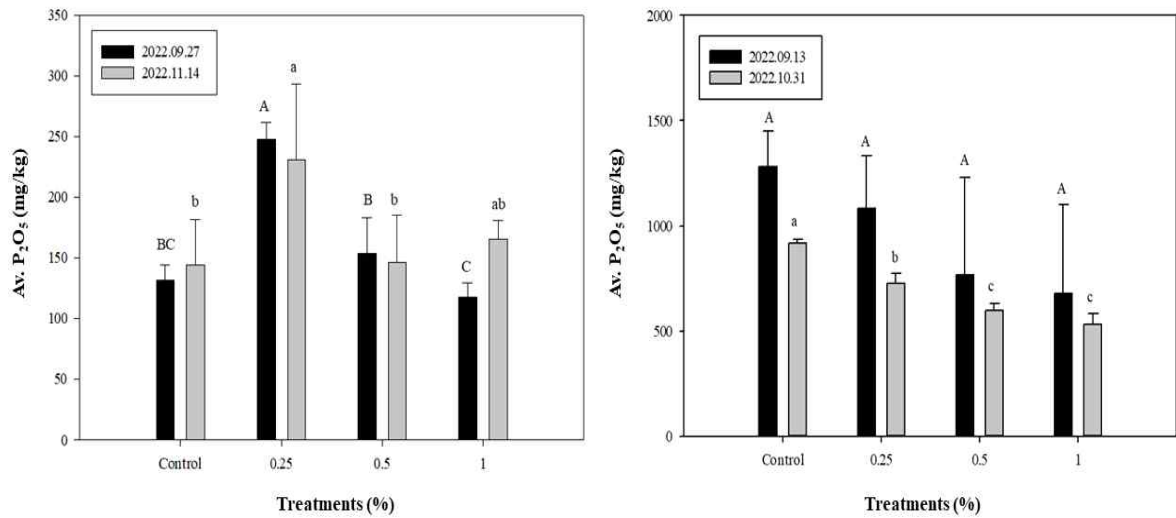 350
300
250
200
150
100
50
0
Av. P₂O₅ (mg/kg)
2022.09.27
2022.11.14
BC
b
A
a
B
b
C
ab
Control
0.25
0.5
1
Treatments (%)
2000
1500
1000
500
0
Av. P₂O₅ (mg/kg)
2022.09.13
2022.10.31
A
a
A
b
A
c
A
c
Control
0.25
0.5
1
Treatments (%)